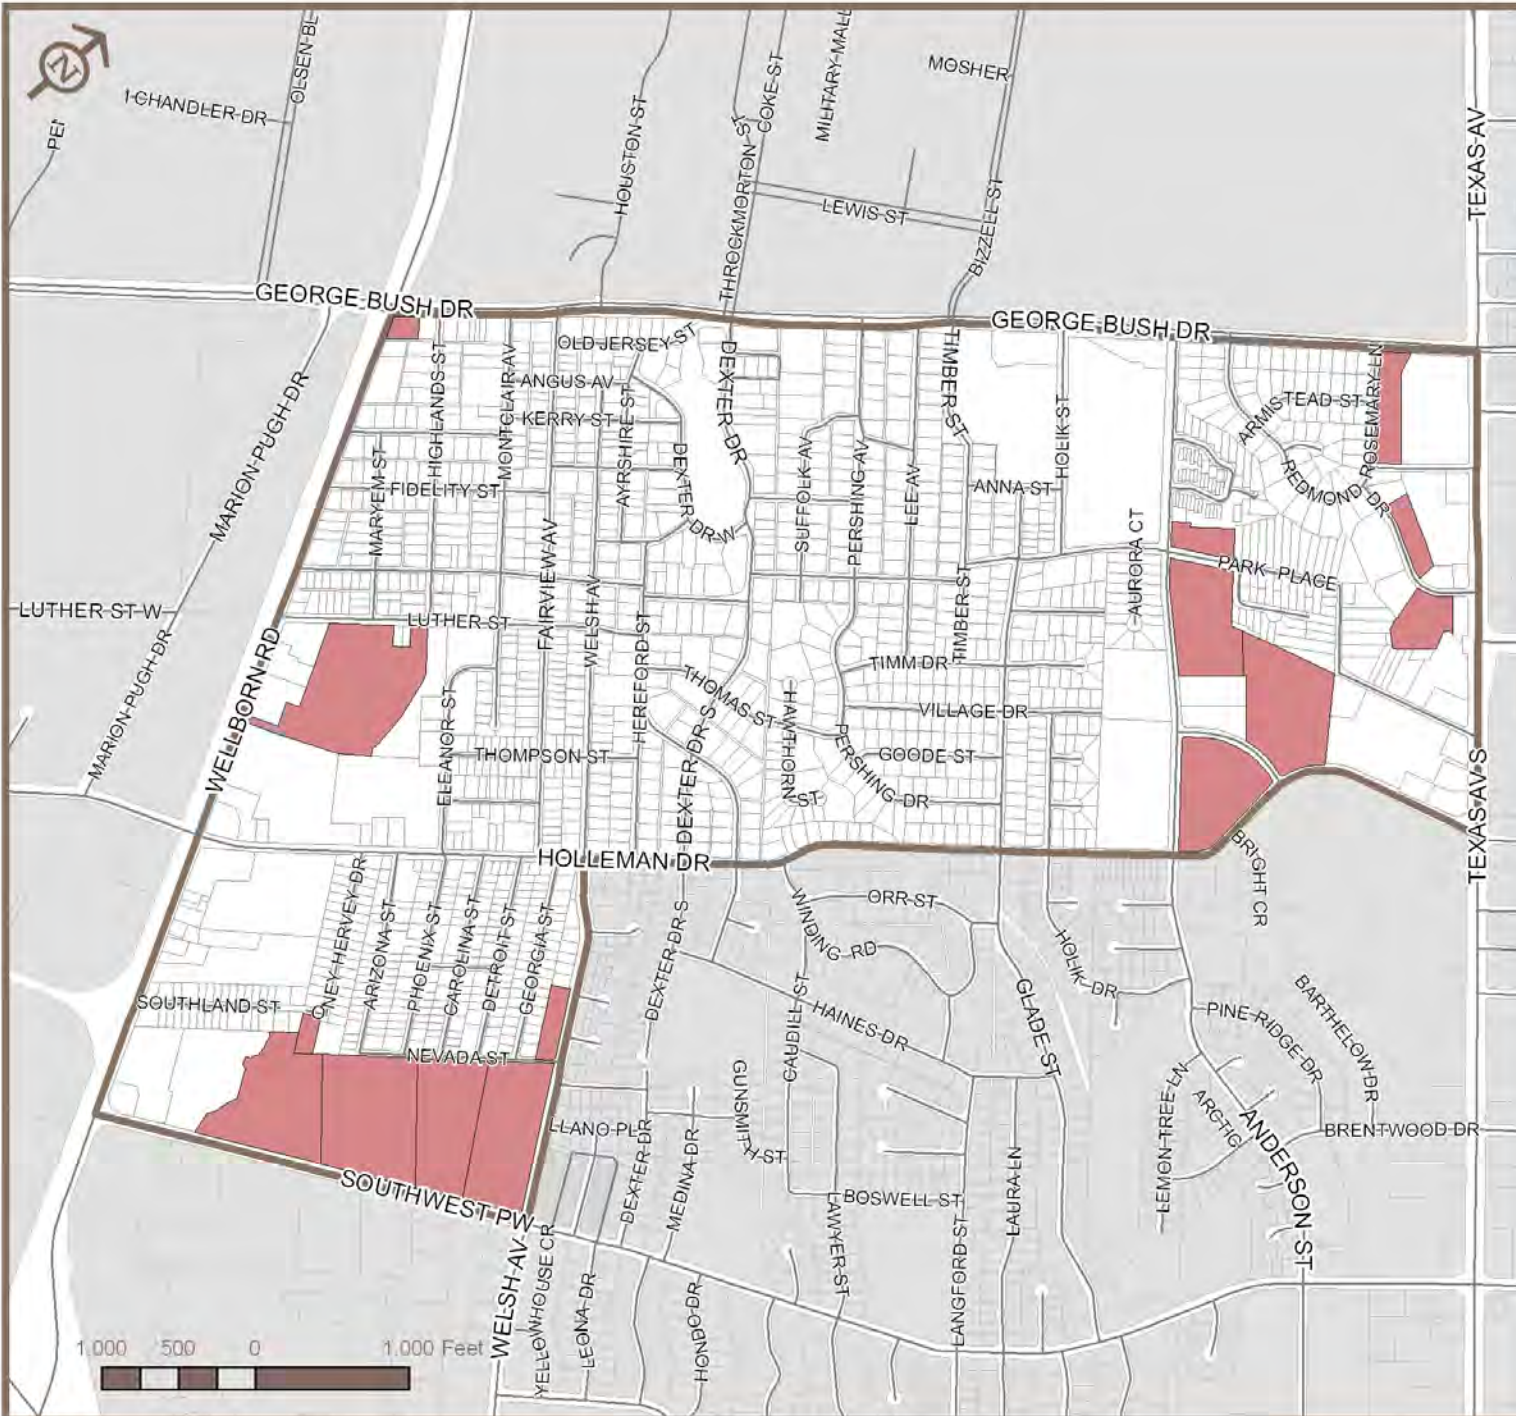 N
OLSEN-BL
I-CHANDLER-DR
PEI
HOUSTON-ST
THROCKMORTON-ST
COKE-ST
MILITARY-MALL
MOSHER
LEWIS-ST
BIZZELL-ST
TEXAS-AV
GEORGE-BUSH-DR
GEORGE-BUSH-DR
MARION-PUGH-DR
HIGHLANDS-ST
MONTCLAIR-AV
OLD-JERSEY-ST
ANGUS-AV
KERRY-ST
AYRSHIRE-ST
DEXTER-DR-W
DEXTER-DR
SUFFOLK-AV
PERSHING-AV
LEE-AV
TIMBER-ST
ANNA-ST
HOLIK-ST
ARMISTEAD-ST
ROSEMARY-LN
REDMOND-DR
MARYEM-ST
FIDELITY-ST
FAIRVIEW-AV
WELSH-AV
AURORA CT
PARK-PLACE
LUTHER-ST-W
MARION-PUGH-DR
WELLBORN-RD
LUTHER-ST
HEREFORD-ST
TIMBER-ST
TIMM-DR
THOMAS-ST
HAWTHORN-ST
VILLAGE-DR
ELEANOR-ST
THOMPSON-ST
DEXTER-DR-S
PERSHING-DR
GOODE-ST
TEXAS-AV-S
HOLLEMAN-DR
BRIGHT-CR
ONEY-HERVEY-DR
ARIZONA-ST
PHOENIX-ST
CAROLINA-ST
DETROIT-ST
GEORGIA-ST
DEXTER-DR-S
WINDING-RD
ORR-ST
HOLIK-DR
SOUTHLAND-ST
NEVADA-ST
CAUDILL-ST
HAINES-DR
GLADE-ST
PINE-RIDGE-DR
BARTHELOW-DR
GUNSMITH-ST
LEMON-TREE-LN
ARCTIC
ANDERSON-ST
BRENTWOOD DR
LLANO-PL
DEXTER-DR
MEDINA-DR
SOUTHWEST PW
BOSWELL-ST
LAWYER-ST
LANGFORD-ST
LAURA-LN
WELSH-AV
YELLOWHOUSE-CR
LEONA-DR
HONDO-DR
1,000 500 0 1,000 Feet